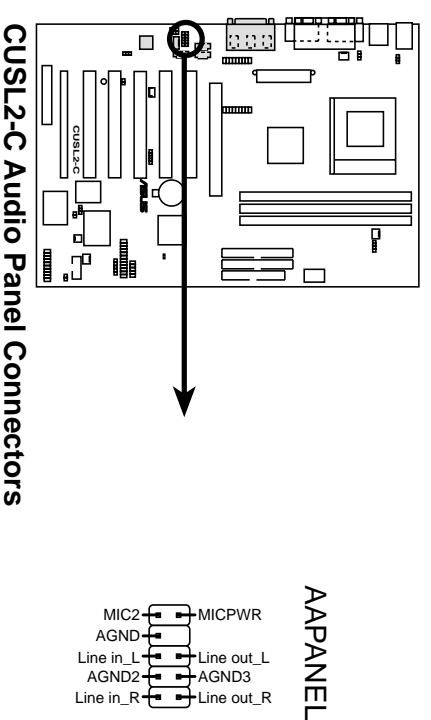 CUSL2-C
ASUS
CUSL2-C Audio Panel Connectors
AAPANEL
MIC2 MICPWR
AGND
Line in_L Line out_L
AGND2 AGND3
Line in_R Line out_R